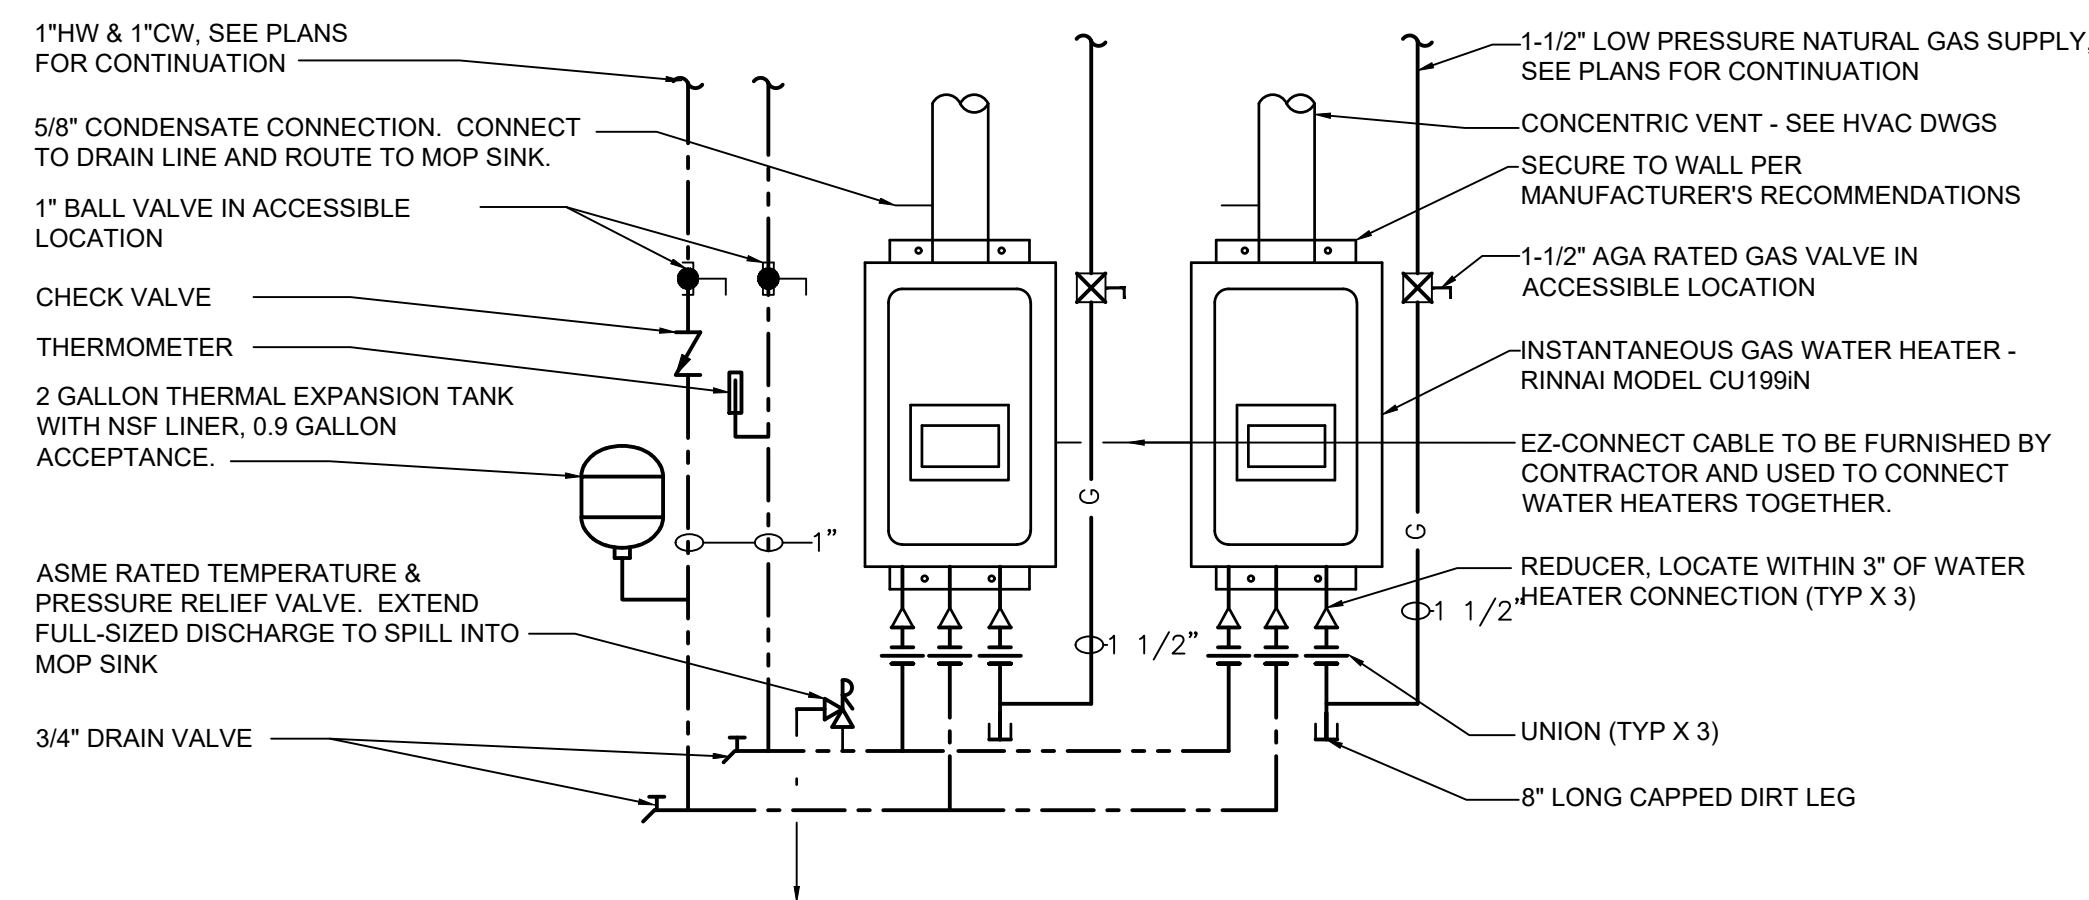 1"HW & 1"CW, SEE PLANS
FOR CONTINUATION
5/8" CONDENSATE CONNECTION.  CONNECT
TO DRAIN LINE AND ROUTE TO MOP SINK.
1" BALL VALVE IN ACCESSIBLE
LOCATION
CHECK VALVE
THERMOMETER
2 GALLON THERMAL EXPANSION TANK
WITH NSF LINER, 0.9 GALLON
ACCEPTANCE.
ASME RATED TEMPERATURE &
PRESSURE RELIEF VALVE.  EXTEND
FULL-SIZED DISCHARGE TO SPILL INTO
MOP SINK
3/4" DRAIN VALVE
1”
G
1 1/2”
G
1 1/2”
1-1/2" LOW PRESSURE NATURAL GAS SUPPLY,
SEE PLANS FOR CONTINUATION
CONCENTRIC VENT - SEE HVAC DWGS
SECURE TO WALL PER
MANUFACTURER'S RECOMMENDATIONS
1-1/2" AGA RATED GAS VALVE IN
ACCESSIBLE LOCATION
INSTANTANEOUS GAS WATER HEATER -
RINNAI MODEL CU199iN
EZ-CONNECT CABLE TO BE FURNISHED BY
CONTRACTOR AND USED TO CONNECT
WATER HEATERS TOGETHER.
REDUCER, LOCATE WITHIN 3" OF WATER
HEATER CONNECTION (TYP X 3)
UNION (TYP X 3)
8" LONG CAPPED DIRT LEG